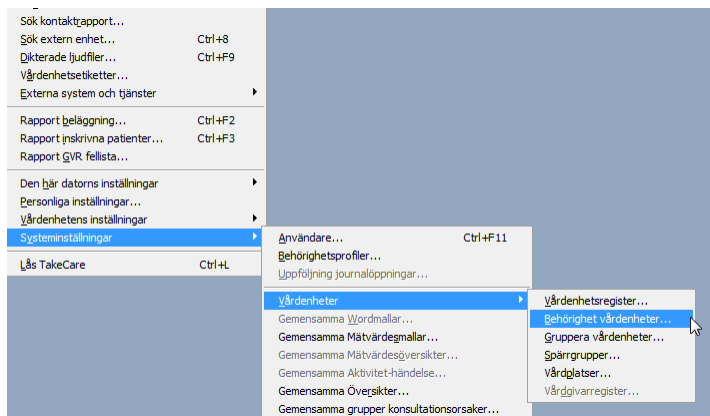 Sök kontaktrapport...
Sök extern enhet... Ctrl+8
Dikterade ljudfiler... Ctrl+F9
Vårdenhetsetiketter...
Externa system och tjänster
Rapport beläggning... Ctrl+F2
Rapport inskrivna patienter... Ctrl+F3
Rapport GVR fellista...
Den här datorns inställningar
Personliga inställningar...
Vårdenhetens inställningar
Systeminställningar
Lås TakeCare Ctrl+L
Användare... Ctrl+F11
Behörighetsprofiler...
Uppföljning journalöppningar...
Vårdenheter
Gemensamma Wordmallar...
Gemensamma Mätvärdesmallar...
Gemensamma Mätvärdesöversikter...
Gemensamma Aktivitet-händelse...
Gemensamma Översikter...
Gemensamma grupper konsultationsorsaker...
Vårdenhetsregister...
Behörighet vårdenheter...
Gruppera vårdenheter...
Spärrgrupper...
Vårdplatser...
Vårdgivarregister...